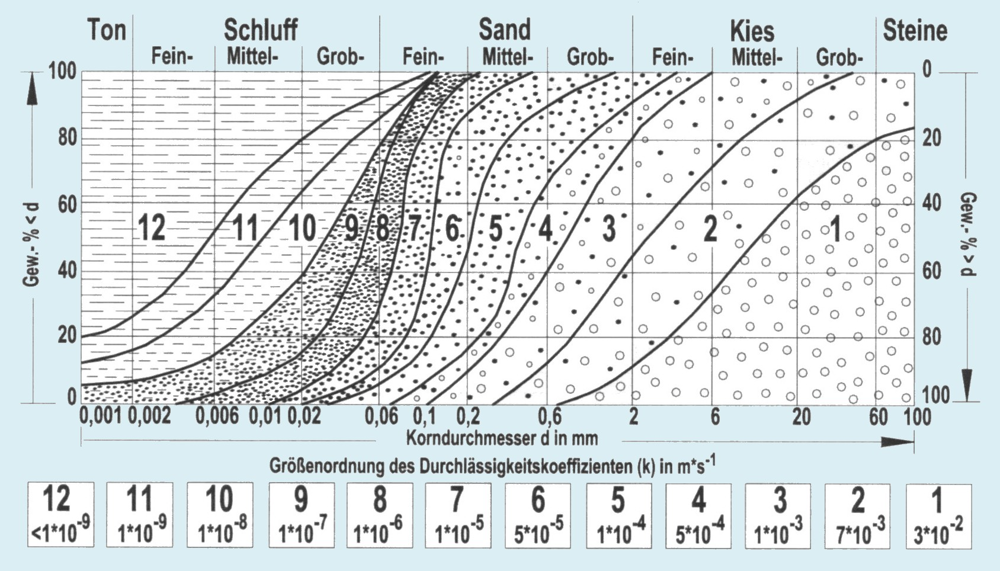 Ton Schluff Sand Kies Steine
Fein- Mittel- Grob- Fein- Mittel- Grob- Fein- Mittel- Grob-
100 0
80 20
60 40
12 11 10 9 8 7 6 5 4 3 2 1
40 60
20 80
0 100
Gew.- % < d
Gew.- % > d
0,001 0,002 0,006 0,01 0,02 0,06 0,1 0,2 0,6 2 6 20 60 100
Korndurchmesser d in mm
Größenordnung des Durchlässigkeitskoeffizienten (k) in m*s⁻¹
12 11 10 9 8 7 6 5 4 3 2 1
<1*10⁻⁹ 1*10⁻⁹ 1*10⁻⁸ 1*10⁻⁷ 1*10⁻⁶ 1*10⁻⁵ 5*10⁻⁵ 1*10⁻⁴ 5*10⁻⁴ 1*10⁻³ 7*10⁻³ 3*10⁻²